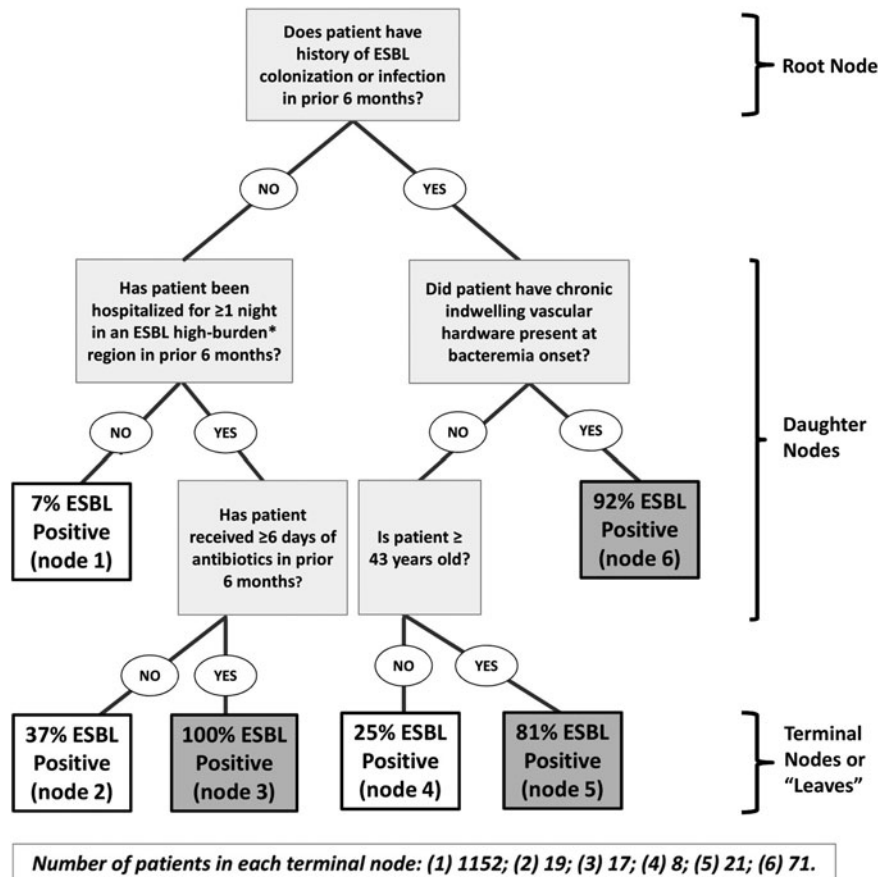 Does patient have
history of ESBL
colonization or infection
in prior 6 months?
Root Node
NO
YES
Has patient been
hospitalized for ≥1 night
in an ESBL high-burden*
region in prior 6 months?
Did patient have chronic
indwelling vascular
hardware present at
bacteremia onset?
Daughter
Nodes
NO
YES
NO
YES
7% ESBL
Positive
(node 1)
Has patient
received ≥6 days of
antibiotics in prior
6 months?
Is patient ≥
43 years old?
92% ESBL
Positive
(node 6)
NO
YES
NO
YES
37% ESBL
Positive
(node 2)
100% ESBL
Positive
(node 3)
25% ESBL
Positive
(node 4)
81% ESBL
Positive
(node 5)
Terminal
Nodes or
“Leaves”
Number of patients in each terminal node: (1) 1152; (2) 19; (3) 17; (4) 8; (5) 21; (6) 71.